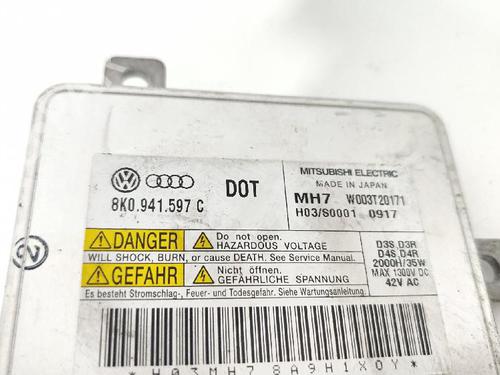 DOT
8K0.941.597 C
MITSUBISHI ELECTRIC
MADE IN JAPAN
MH7 W003T20171
H03/S0001 0917
DANGER
Do not open.
HAZARDOUS VOLTAGE
WILL SHOCK, BURN, or cause DEATH. See Service Manual.
GEFAHR
Nicht öffnen.
GEFÄHRLICHE SPANNUNG
Es besteht Stromschlag-, Feuer- und Todesgefahr. Siehe Wartungsanleitung.
D3S,D3R
D4S,D4R
2000H/35W
MAX 1300V DC
42V AC
*H03MH78A9H1X0Y*